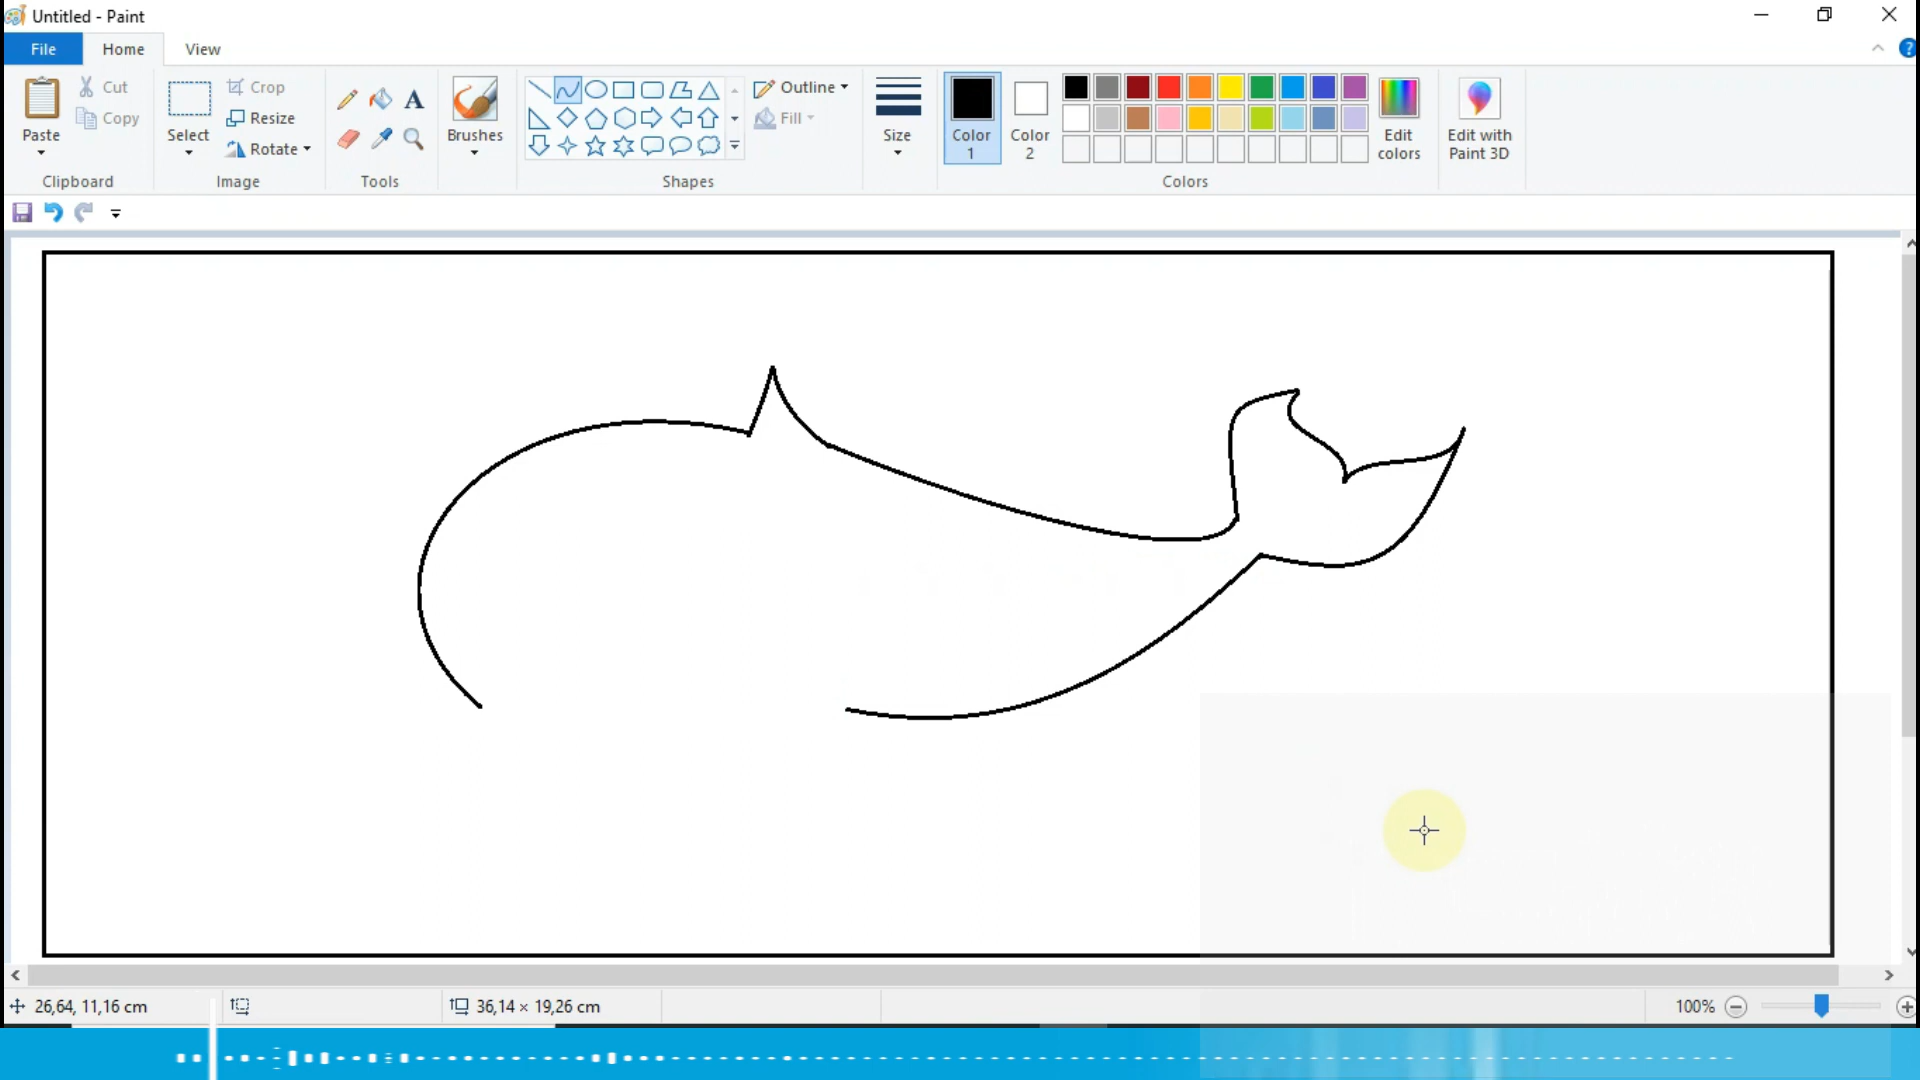 Untitled - Paint
File Home View
Paste
Cut
Copy
Clipboard
Select
Crop
Resize
Rotate
Image
A
Tools
Brushes
Outline
Fill
Shapes
Size
Color
1
Color
2
Edit
colors
Colors
Edit with
Paint 3D
26,64, 11,16 cm
36,14 × 19,26 cm
100%